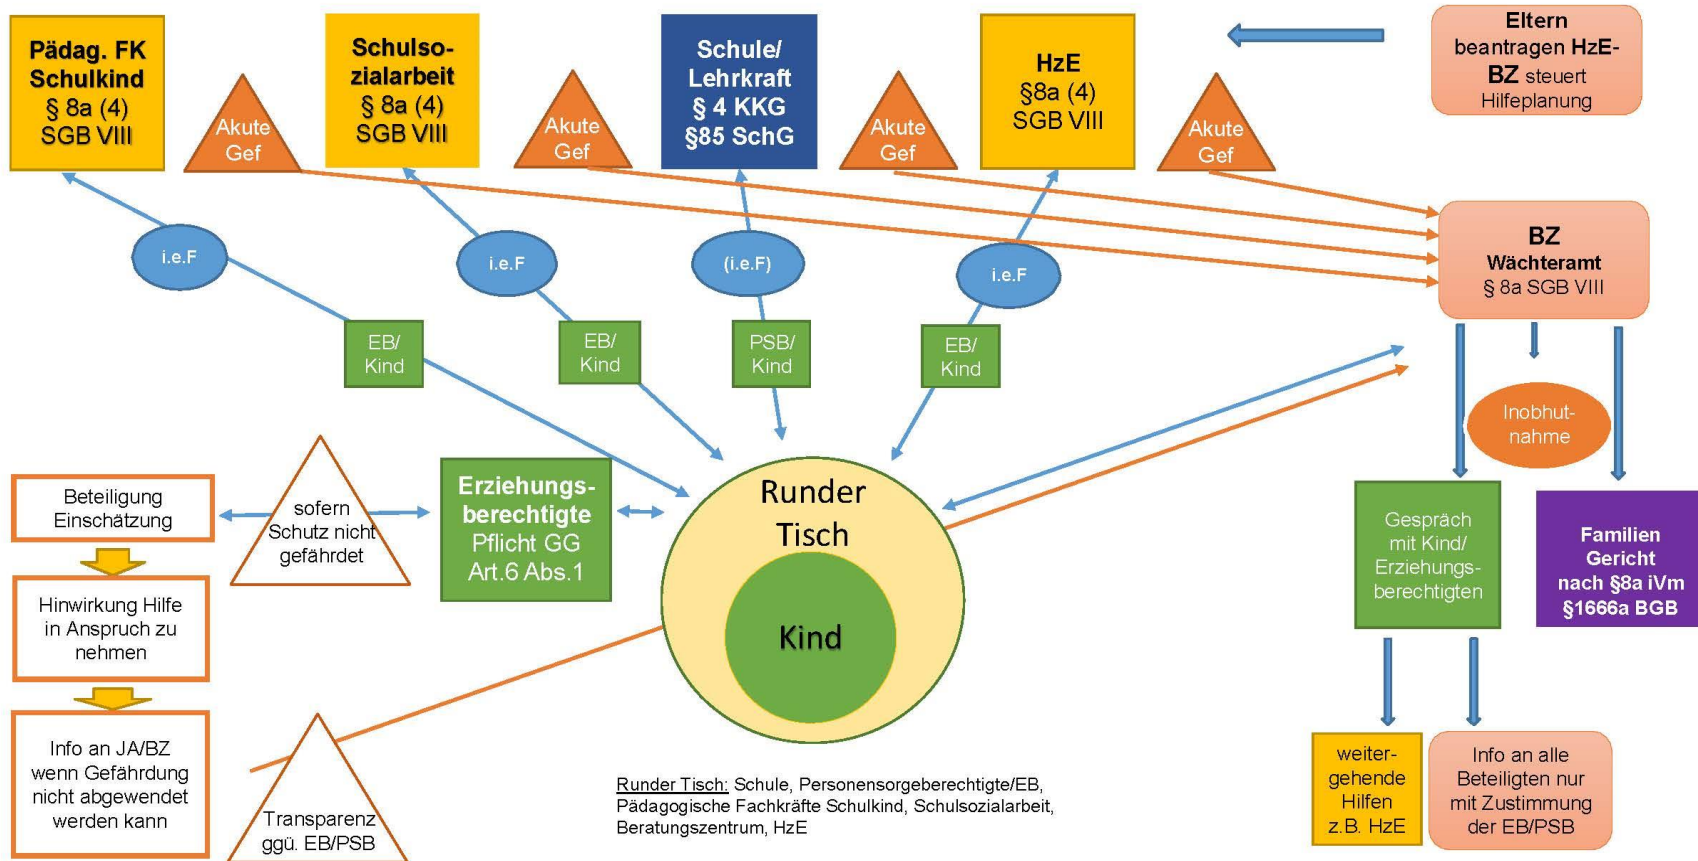 Pädag. FK
Schulkind
§ 8a (4)
SGB VIII
Akute
Gef
Schulso-
zialarbeit
§ 8a (4)
SGB VIII
Akute
Gef
Schule/
Lehrkraft
§ 4 KKG
§85 SchG
Akute
Gef
HzE
§8a (4)
SGB VIII
Akute
Gef
Eltern
beantragen HzE-
BZ steuert
Hilfeplanung
i.e.F
i.e.F
(i.e.F)
i.e.F
BZ
Wächteramt
§ 8a SGB VIII
EB/
Kind
EB/
Kind
PSB/
Kind
EB/
Kind
Inobhut-
nahme
Beteiligung
Einschätzung
sofern
Schutz nicht
gefährdet
Erziehungs-
berechtigte
Pflicht GG
Art.6 Abs.1
Runder
Tisch
Kind
Gespräch
mit Kind/
Erziehungs-
berechtigten
Familien
Gericht
nach §8a iVm
§1666a BGB
Hinwirkung Hilfe
in Anspruch zu
nehmen
Info an JA/BZ
wenn Gefährdung
nicht abgewendet
werden kann
Transparenz
ggü. EB/PSB
Runder Tisch: Schule, Personensorgeberechtigte/EB,
Pädagogische Fachkräfte Schulkind, Schulsozialarbeit,
Beratungszentrum, HzE
weiter-
gehende
Hilfen
z.B. HzE
Info an alle
Beteiligten nur
mit Zustimmung
der EB/PSB